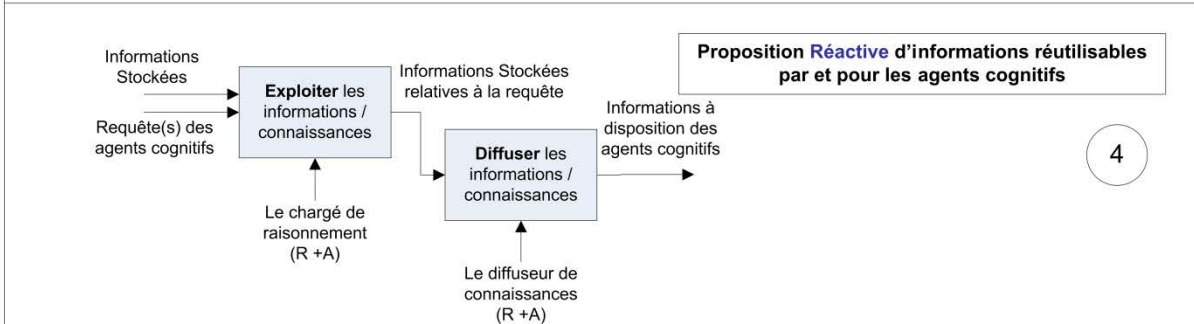 Informations
Stockées
Requête(s) des
agents cognitifs
Exploiter les
informations /
connaissances
Le chargé de
raisonnement
(R +A)
Informations Stockées
relatives à la requête
Diffuser les
informations /
connaissances
Le diffuseur de
connaissances
(R +A)
Informations à
disposition des
agents cognitifs
Proposition Réactive d’informations réutilisables
par et pour les agents cognitifs
4